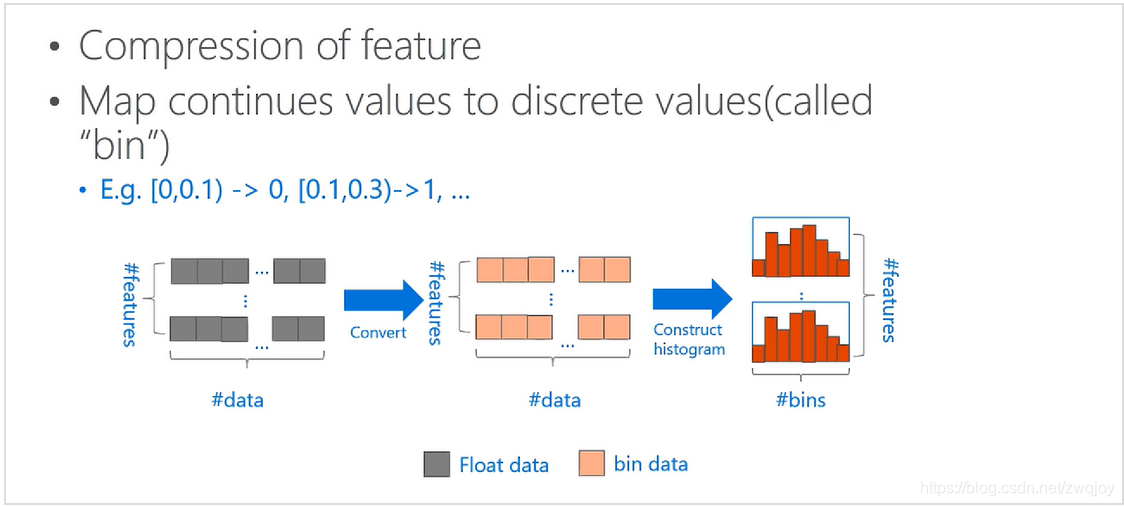 • Compression of feature
• Map continues values to discrete values(called
“bin”)
• E.g. [0,0.1) -> 0, [0.1,0.3)->1, ...
#features
...
...
...
#data
Convert
#features
...
...
...
#data
Construct
histogram
...
#features
#bins
Float data
bin data
https://blog.csdn.net/zwqjoy